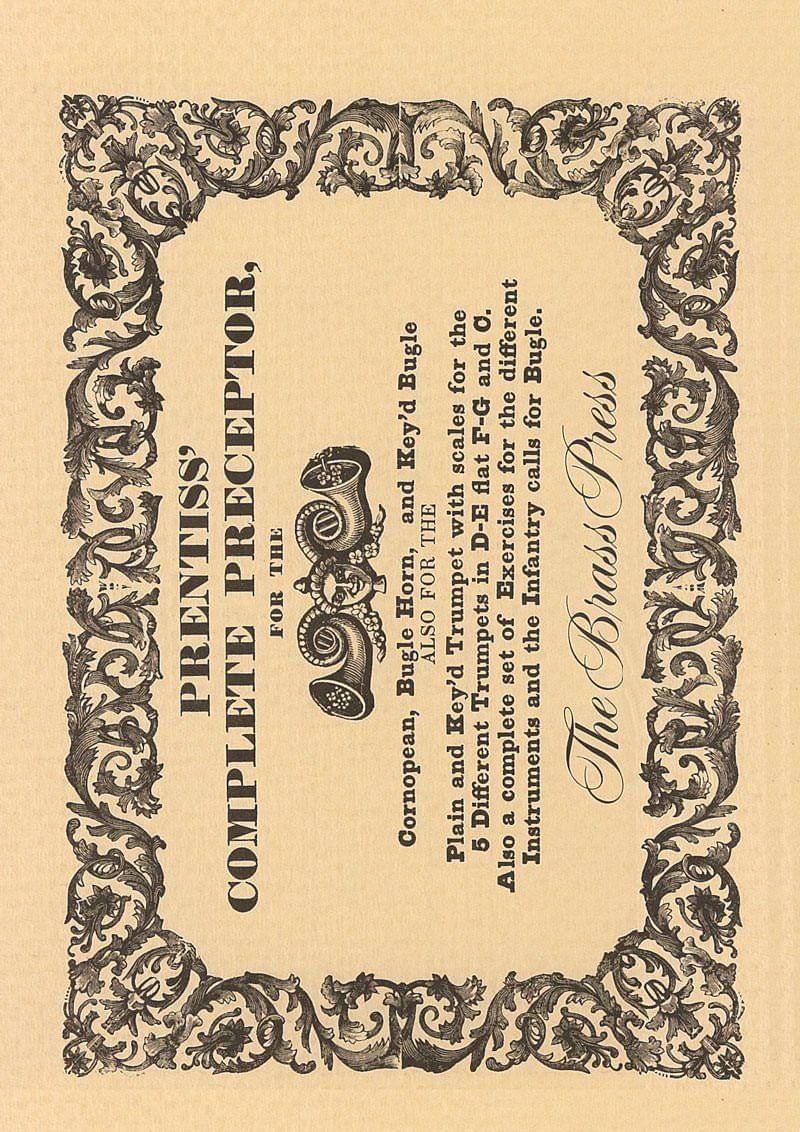 PRENTISS'
COMPLETE PRECEPTOR,
FOR THE
Cornopean, Bugle Horn, and Key'd Bugle
ALSO FOR THE
Plain and Key'd Trumpet with scales for the
5 Different Trumpets in D-E flat F-G and C.
Also a complete set of Exercises for the different
Instruments and the Infantry calls for Bugle.
The Brass Press